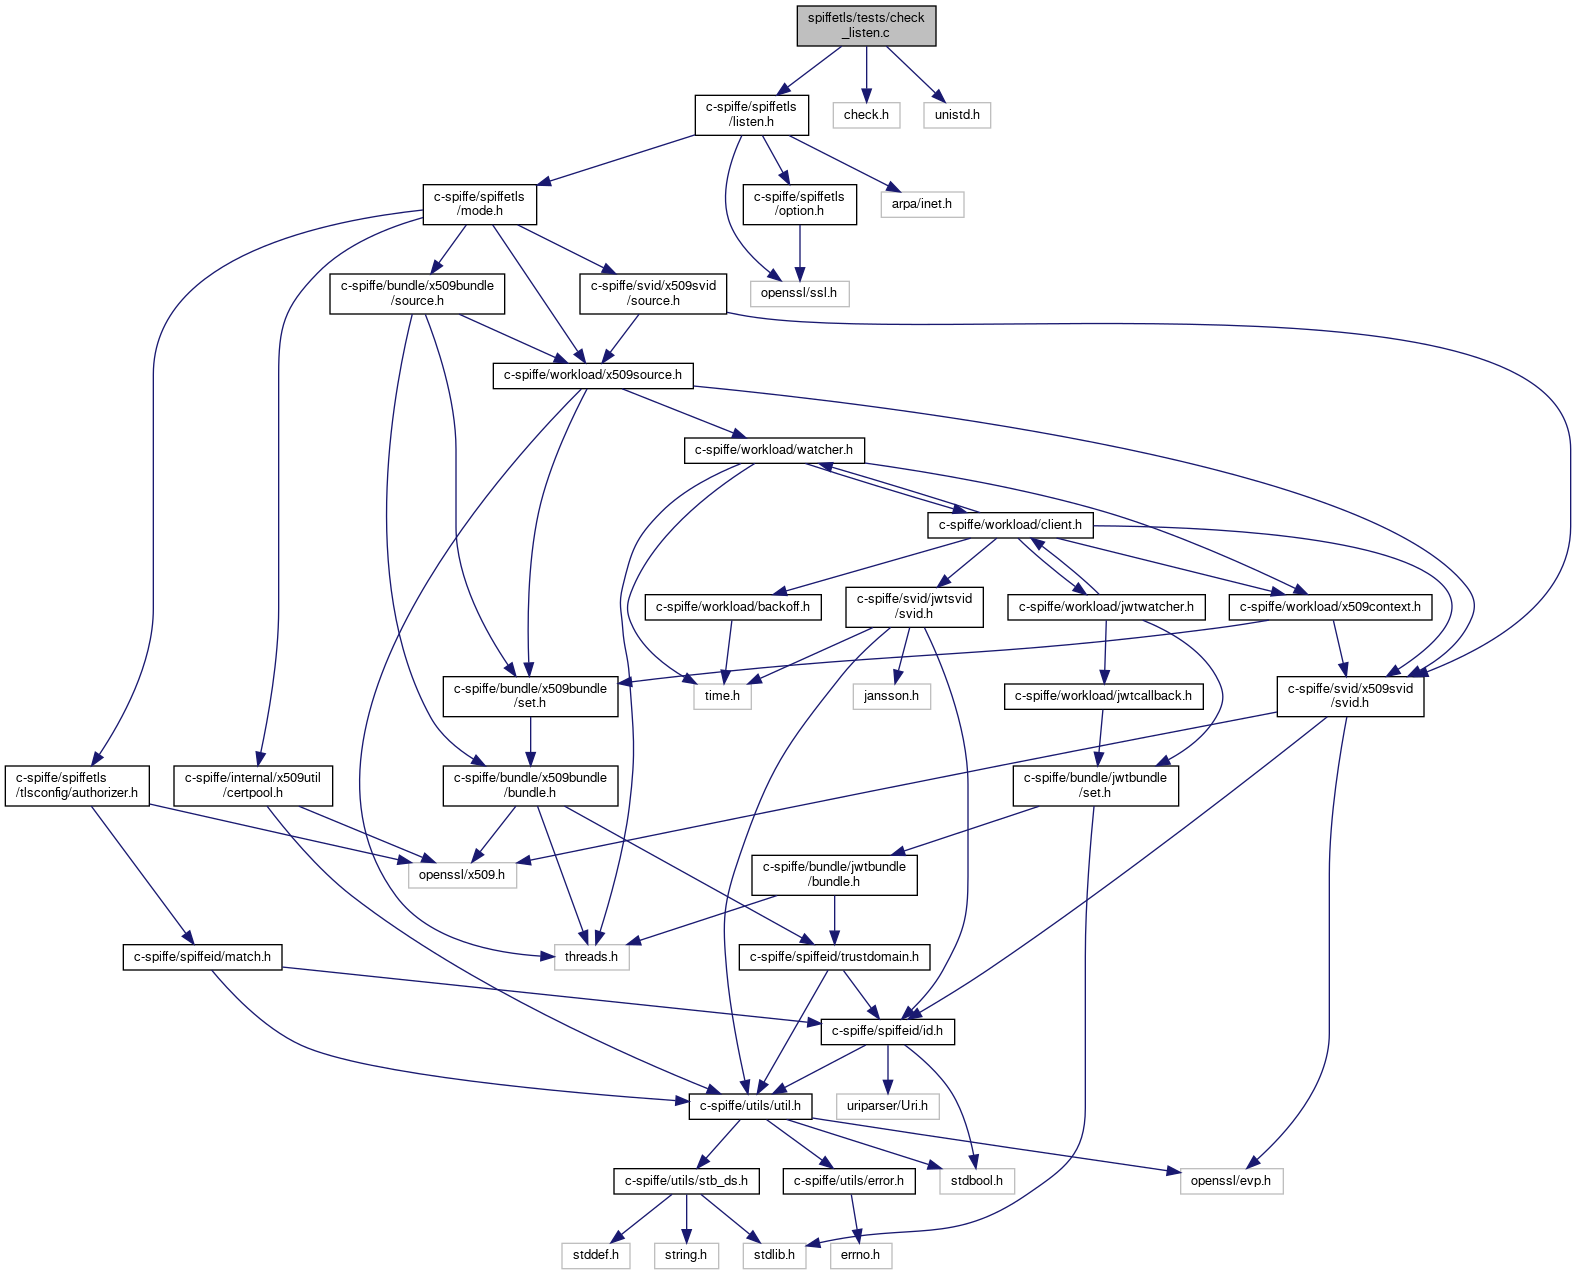 spiffetls/tests/check
_listen.c
c-spiffe/spiffetls
/listen.h
check.h
unistd.h
c-spiffe/spiffetls
/mode.h
c-spiffe/spiffetls
/option.h
arpa/inet.h
c-spiffe/bundle/x509bundle
/source.h
c-spiffe/svid/x509svid
/source.h
openssl/ssl.h
c-spiffe/workload/x509source.h
c-spiffe/workload/watcher.h
c-spiffe/workload/client.h
c-spiffe/workload/backoff.h
c-spiffe/svid/jwtsvid
/svid.h
c-spiffe/workload/jwtwatcher.h
c-spiffe/workload/x509context.h
c-spiffe/bundle/x509bundle
/set.h
time.h
jansson.h
c-spiffe/workload/jwtcallback.h
c-spiffe/svid/x509svid
/svid.h
c-spiffe/spiffetls
/tlsconfig/authorizer.h
c-spiffe/internal/x509util
/certpool.h
c-spiffe/bundle/x509bundle
/bundle.h
c-spiffe/bundle/jwtbundle
/set.h
openssl/x509.h
c-spiffe/bundle/jwtbundle
/bundle.h
c-spiffe/spiffeid/match.h
threads.h
c-spiffe/spiffeid/trustdomain.h
c-spiffe/spiffeid/id.h
c-spiffe/utils/util.h
uriparser/Uri.h
c-spiffe/utils/stb_ds.h
c-spiffe/utils/error.h
stdbool.h
openssl/evp.h
stddef.h
string.h
stdlib.h
errno.h